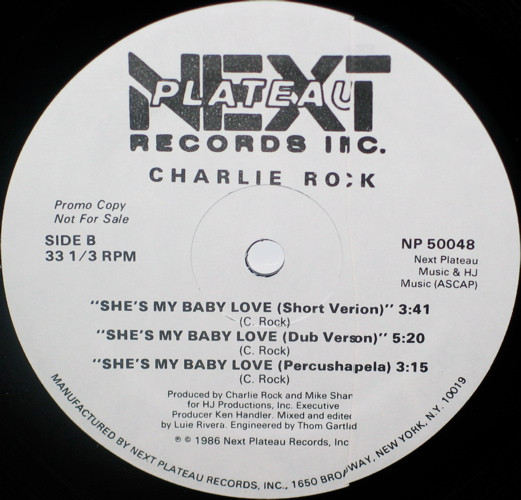 NEXT
PLATEAU
RECORDS INC.
CHARLIE ROCK
Promo Copy
Not For Sale
SIDE B
33 1/3 RPM
NP 50048
Next Plateau
Music & HJ
Music (ASCAP)
"SHE'S MY BABY LOVE (Short Verion)" 3:41
(C. Rock)
"SHE'S MY BABY LOVE (Dub Verson)" 5:20
(C. Rock)
"SHE'S MY BABY LOVE (Percushapela) 3:15
(C. Rock)
Produced by Charlie Rock and Mike Shar
for HJ Productions, Inc. Executive
Producer Ken Handler. Mixed and edited
by Luie Rivera. Engineered by Thom Gartlid
℗ © 1986 Next Plateau Records, Inc
MANUFACTURED BY NEXT PLATEAU RECORDS, INC., 1650 BROADWAY, NEW YORK, N.Y. 10019